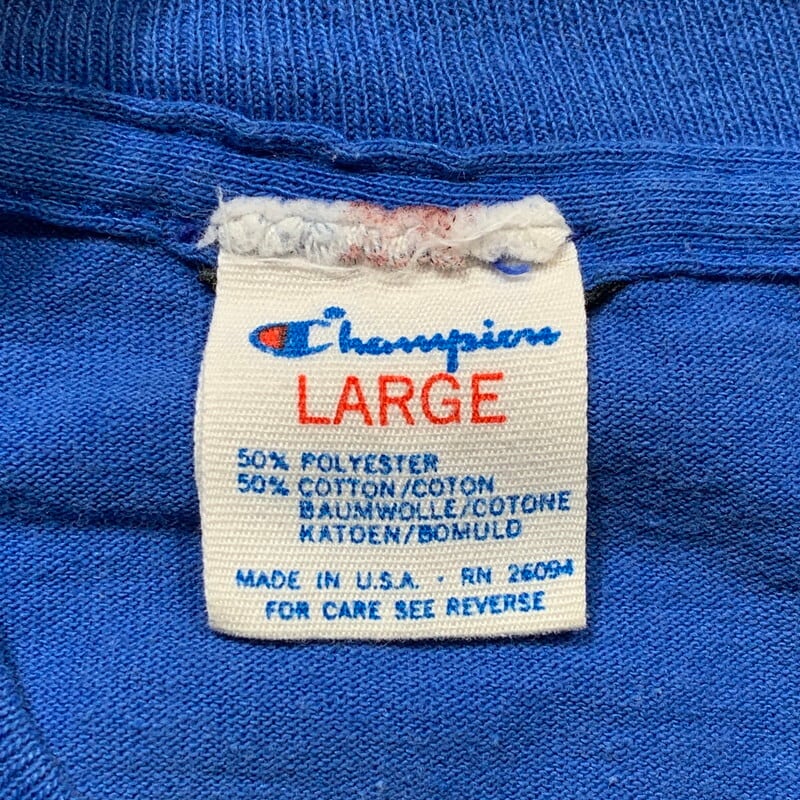 Champion
LARGE
50% POLYESTER
50% COTTON/COTON
BAUMWOLLE/COTONE
KATOEN/BOMULD
MADE IN U.S.A. · RN 26094
FOR CARE SEE REVERSE